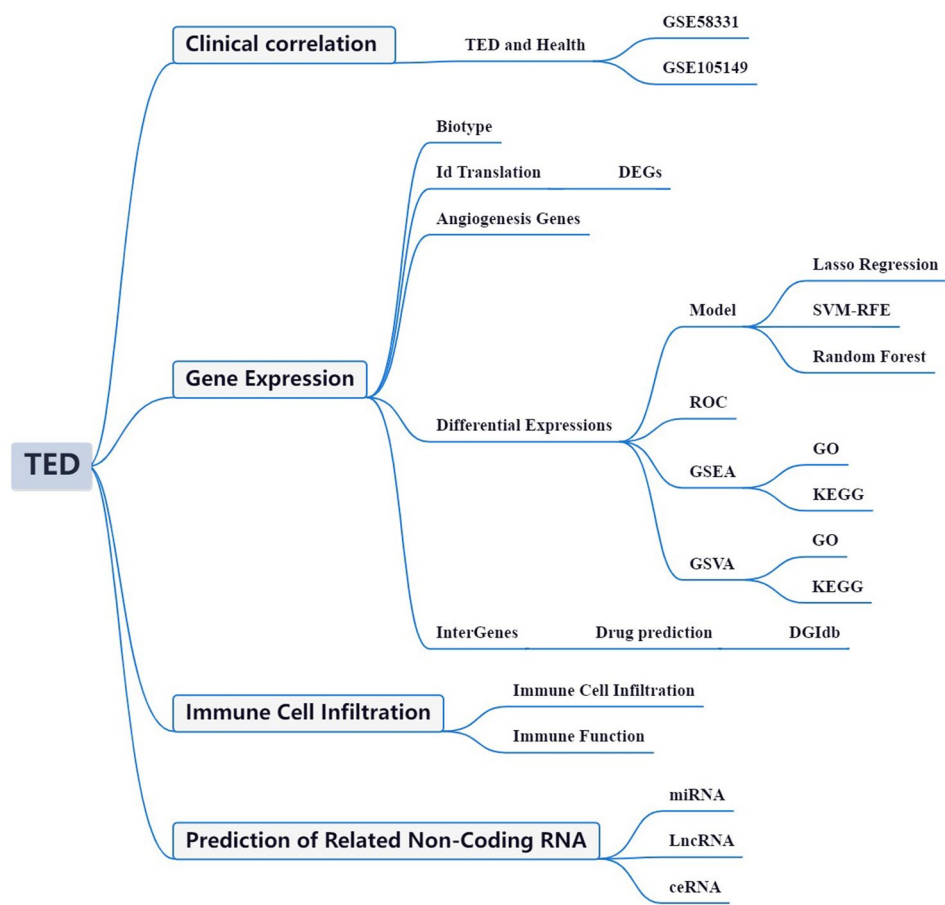 TED
Clinical correlation
TED and Health
GSE58331
GSE105149
Gene Expression
Biotype
Id Translation
DEGs
Angiogenesis Genes
Differential Expressions
Model
Lasso Regression
SVM-RFE
Random Forest
ROC
GSEA
GO
KEGG
GSVA
GO
KEGG
InterGenes
Drug prediction
DGIdb
Immune Cell Infiltration
Immune Cell Infiltration
Immune Function
Prediction of Related Non-Coding RNA
miRNA
LncRNA
ceRNA